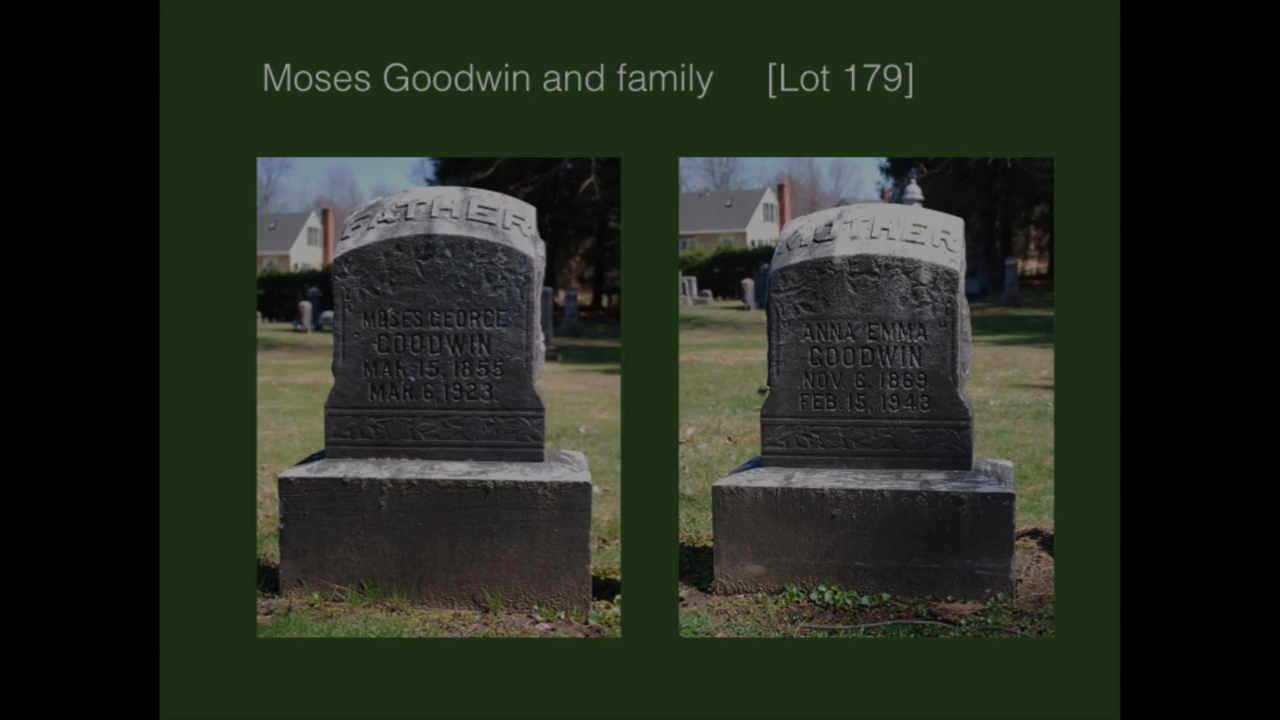 Moses Goodwin and family [Lot 179]
FATHER
MOSES GEORGE
GOODWIN
MAR. 15, 1855
MAR. 6, 1923.
MOTHER
ANNA EMMA
GOODWIN
NOV. 6, 1869
FEB. 15, 1943